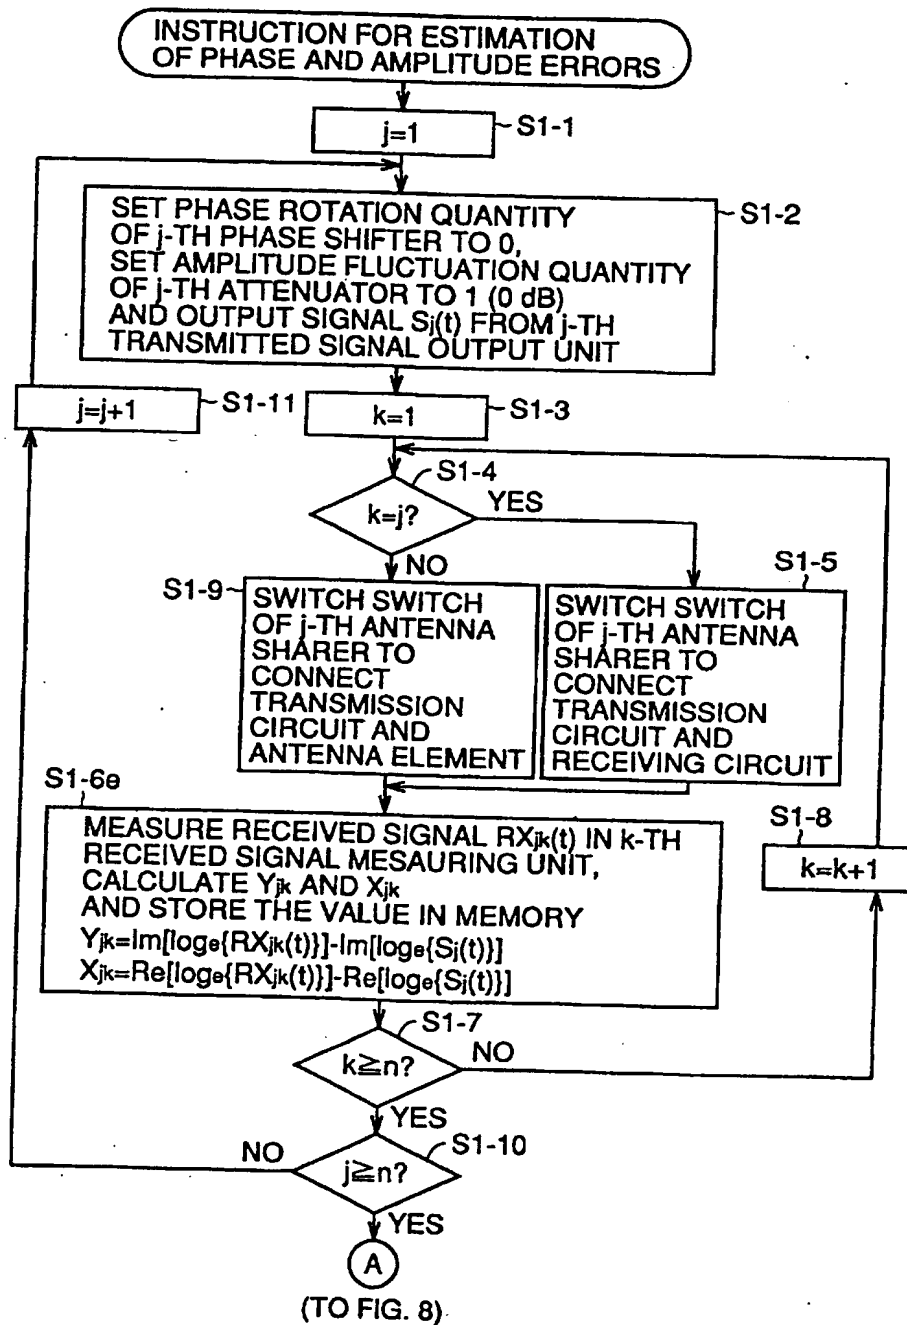 INSTRUCTION FOR ESTIMATION
OF PHASE AND AMPLITUDE ERRORS
j=1
S1-1
SET PHASE ROTATION QUANTITY
OF j-TH PHASE SHIFTER TO 0,
SET AMPLITUDE FLUCTUATION QUANTITY
OF j-TH ATTENUATOR TO 1 (0 dB)
AND OUTPUT SIGNAL Sj(t) FROM j-TH
TRANSMITTED SIGNAL OUTPUT UNIT
S1-2
j=j+1
S1-11
k=1
S1-3
S1-4
k=j?
YES
NO
S1-9
SWITCH SWITCH
OF j-TH ANTENNA
SHARER TO
CONNECT
TRANSMISSION
CIRCUIT AND
ANTENNA ELEMENT
S1-5
SWITCH SWITCH
OF j-TH ANTENNA
SHARER TO
CONNECT
TRANSMISSION
CIRCUIT AND
RECEIVING CIRCUIT
S1-6e
MEASURE RECEIVED SIGNAL RXjk(t) IN k-TH
RECEIVED SIGNAL MESAURING UNIT,
CALCULATE Yjk AND Xjk
AND STORE THE VALUE IN MEMORY
Yjk=Im[loge{RXjk(t)}]-Im[loge{Sj(t)}]
Xjk=Re[loge{RXjk(t)}]-Re[loge{Sj(t)}]
S1-8
k=k+1
S1-7
k≧n?
NO
YES
S1-10
NO
j≧n?
YES
A
(TO FIG. 8)